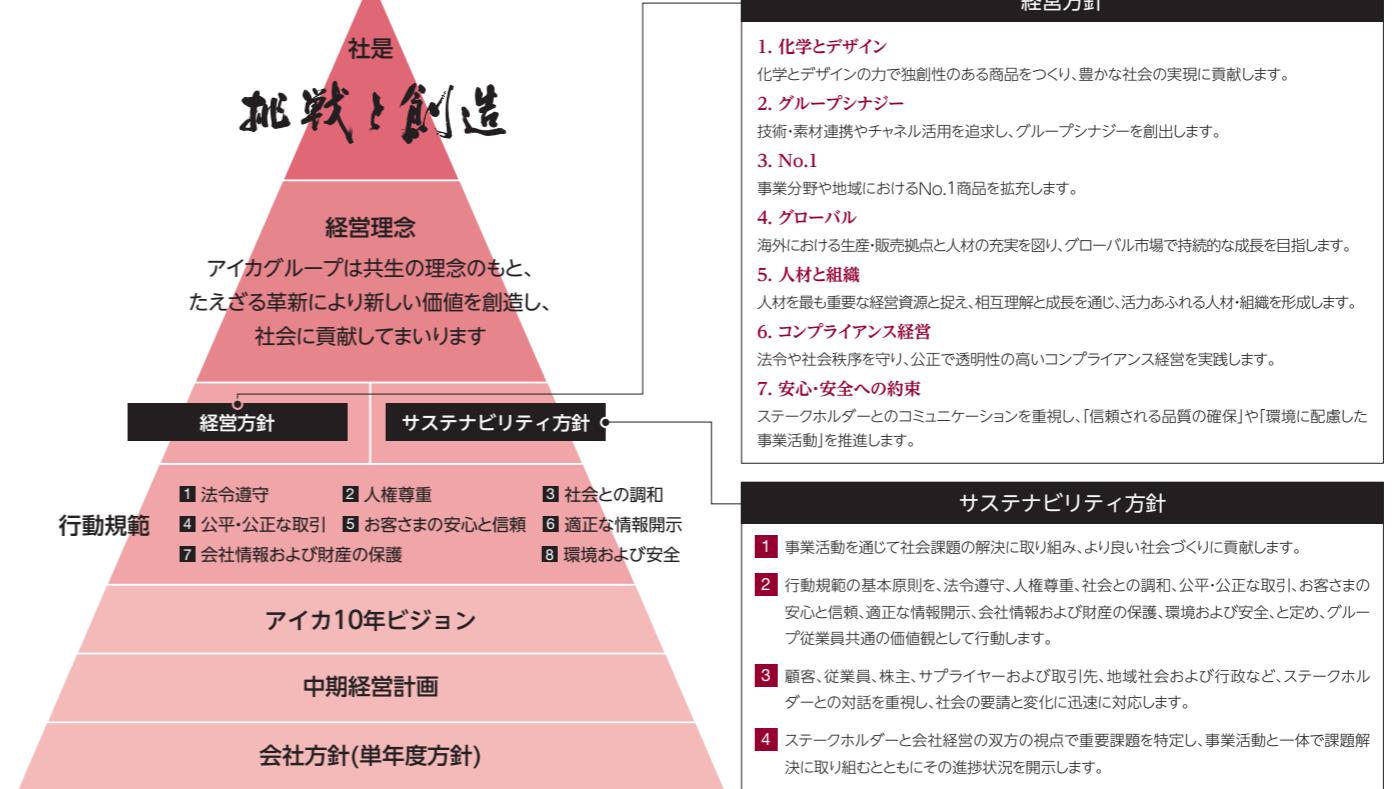 社是
挑戦と創造
経営理念
アイカグループは共生の理念のもと、
たえざる革新により新しい価値を創造し、
社会に貢献してまいります
経営方針
サステナビリティ方針
行動規範
1 法令遵守
2 人権尊重
3 社会との調和
4 公平・公正な取引
5 お客さまの安心と信頼
6 適正な情報開示
7 会社情報および財産の保護
8 環境および安全
アイカ10年ビジョン
中期経営計画
会社方針(単年度方針)
経営方針
1. 化学とデザイン
化学とデザインの力で独創性のある商品をつくり、豊かな社会の実現に貢献します。
2. グループシナジー
技術・素材連携やチャネル活用を追求し、グループシナジーを創出します。
3. No.1
事業分野や地域におけるNo.1商品を拡充します。
4. グローバル
海外における生産・販売拠点と人材の充実を図り、グローバル市場で持続的な成長を目指します。
5. 人材と組織
人材を最も重要な経営資源と捉え、相互理解と成長を通じ、活力あふれる人材・組織を形成します。
6. コンプライアンス経営
法令や社会秩序を守り、公正で透明性の高いコンプライアンス経営を実践します。
7. 安心・安全への約束
ステークホルダーとのコミュニケーションを重視し、「信頼される品質の確保」や「環境に配慮した
事業活動」を推進します。
サステナビリティ方針
1 事業活動を通じて社会課題の解決に取り組み、より良い社会づくりに貢献します。
2 行動規範の基本原則を、法令遵守、人権尊重、社会との調和、公平・公正な取引、お客さまの
安心と信頼、適正な情報開示、会社情報および財産の保護、環境および安全、と定め、グルー
プ従業員共通の価値観として行動します。
3 顧客、従業員、株主、サプライヤーおよび取引先、地域社会および行政など、ステークホル
ダーとの対話を重視し、社会の要請と変化に迅速に対応します。
4 ステークホルダーと会社経営の双方の視点で重要課題を特定し、事業活動と一体で課題解
決に取り組むとともにその進捗状況を開示します。